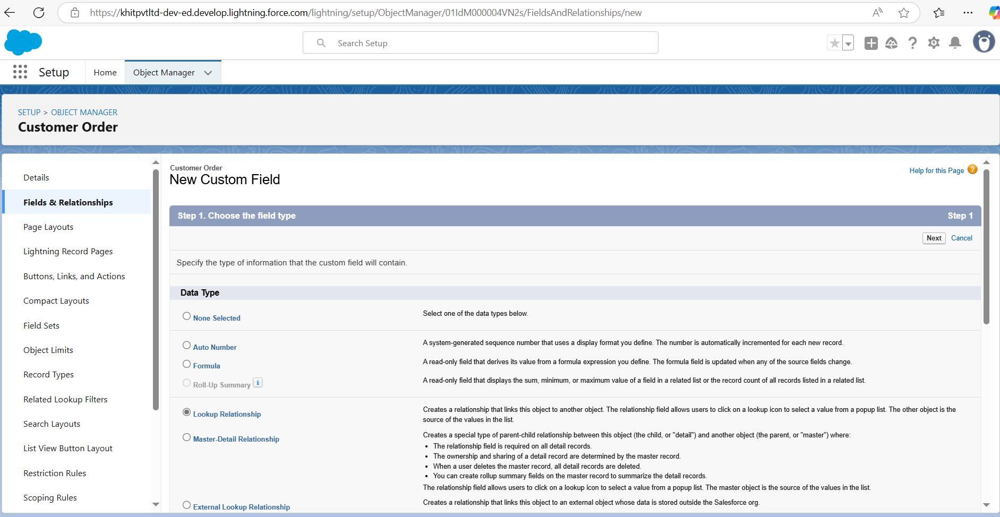 https://khitpvtltd-dev-ed.develop.lightning.force.com/lightning/setup/ObjectManager/01IdM000004VN2s/FieldsAndRelationships/new
Search Setup
Setup
Home
Object Manager
SETUP > OBJECT MANAGER
Customer Order
Details
Fields & Relationships
Page Layouts
Lightning Record Pages
Buttons, Links, and Actions
Compact Layouts
Field Sets
Object Limits
Record Types
Related Lookup Filters
Search Layouts
List View Button Layout
Restriction Rules
Scoping Rules
Customer Order
New Custom Field
Help for this Page
Step 1. Choose the field type
Step 1
Next
Cancel
Specify the type of information that the custom field will contain.
Data Type
None Selected
Select one of the data types below.
Auto Number
A system-generated sequence number that uses a display format you define. The number is automatically incremented for each new record.
Formula
A read-only field that derives its value from a formula expression you define. The formula field is updated when any of the source fields change.
Roll-Up Summary
A read-only field that displays the sum, minimum, or maximum value of a field in a related list or the record count of all records listed in a related list.
Lookup Relationship
Creates a relationship that links this object to another object. The relationship field allows users to click on a lookup icon to select a value from a popup list. The other object is the
source of the values in the list.
Master-Detail Relationship
Creates a special type of parent-child relationship between this object (the child, or "detail") and another object (the parent, or "master") where:
• The relationship field is required on all detail records.
• The ownership and sharing of a detail record are determined by the master record.
• When a user deletes the master record, all detail records are deleted.
• You can create rollup summary fields on the master record to summarize the detail records.
The relationship field allows users to click on a lookup icon to select a value from a popup list. The master object is the source of the values in the list.
External Lookup Relationship
Creates a relationship that links this object to an external object whose data is stored outside the Salesforce org.